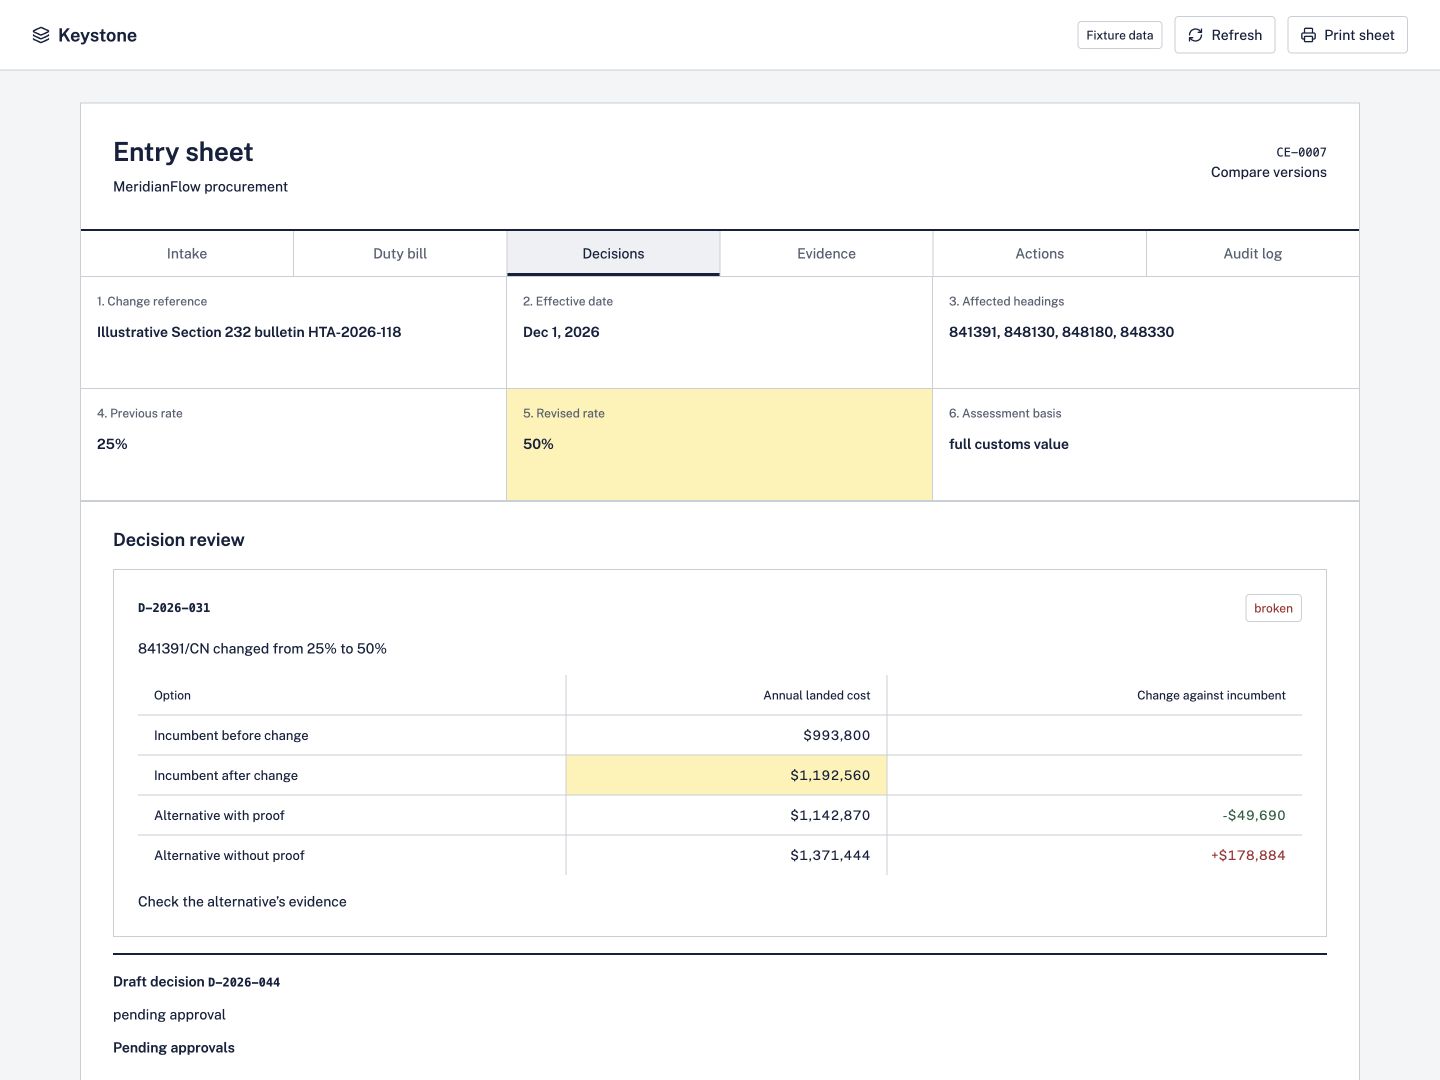 Keystone
Fixture data
Refresh
Print sheet
Entry sheet
MeridianFlow procurement
CE-0007
Compare versions
Intake
Duty bill
Decisions
Evidence
Actions
Audit log
1. Change reference
Illustrative Section 232 bulletin HTA-2026-118
2. Effective date
Dec 1, 2026
3. Affected headings
841391, 848130, 848180, 848330
4. Previous rate
25%
5. Revised rate
50%
6. Assessment basis
full customs value
Decision review
D-2026-031
broken
841391/CN changed from 25% to 50%
Option Annual landed cost Change against incumbent
Incumbent before change $993,800
Incumbent after change $1,192,560
Alternative with proof $1,142,870 -$49,690
Alternative without proof $1,371,444 +$178,884
Check the alternative’s evidence
Draft decision D-2026-044
pending approval
Pending approvals